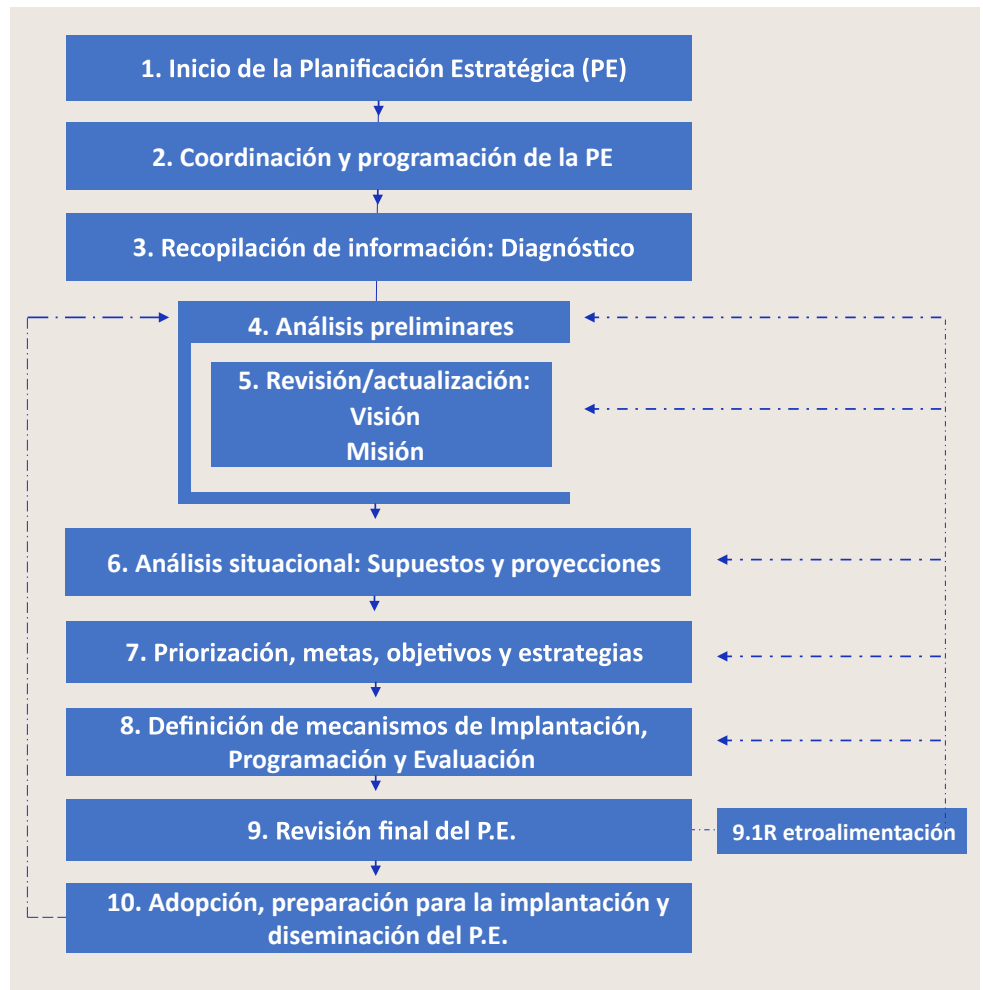 1. Inicio de la Planificación Estratégica (PE)
2. Coordinación y programación de la PE
3. Recopilación de información: Diagnóstico
4. Análisis preliminares
5. Revisión/actualización:
Visión
Misión
6. Análisis situacional: Supuestos y proyecciones
7. Priorización, metas, objetivos y estrategias
8. Definición de mecanismos de Implantación,
Programación y Evaluación
9. Revisión final del P.E.
9.1R etroalimentación
10. Adopción, preparación para la implantación y
diseminación del P.E.